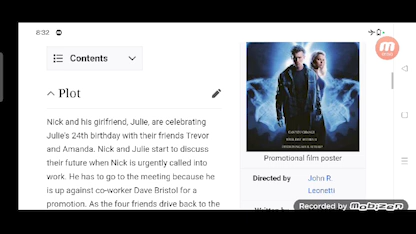 8:32
Contents
Plot
Nick and his girlfriend, Julie, are celebrating
Julie's 24th birthday with their friends Trevor
and Amanda. Nick and Julie start to discuss
their future when Nick is urgently called into
work. He has to go to the meeting because he
is up against co-worker Dave Bristol for a
promotion. As the four friends drive back to the
Promotional film poster
Directed by
John R.
Leonetti
Recorded by
mobizen